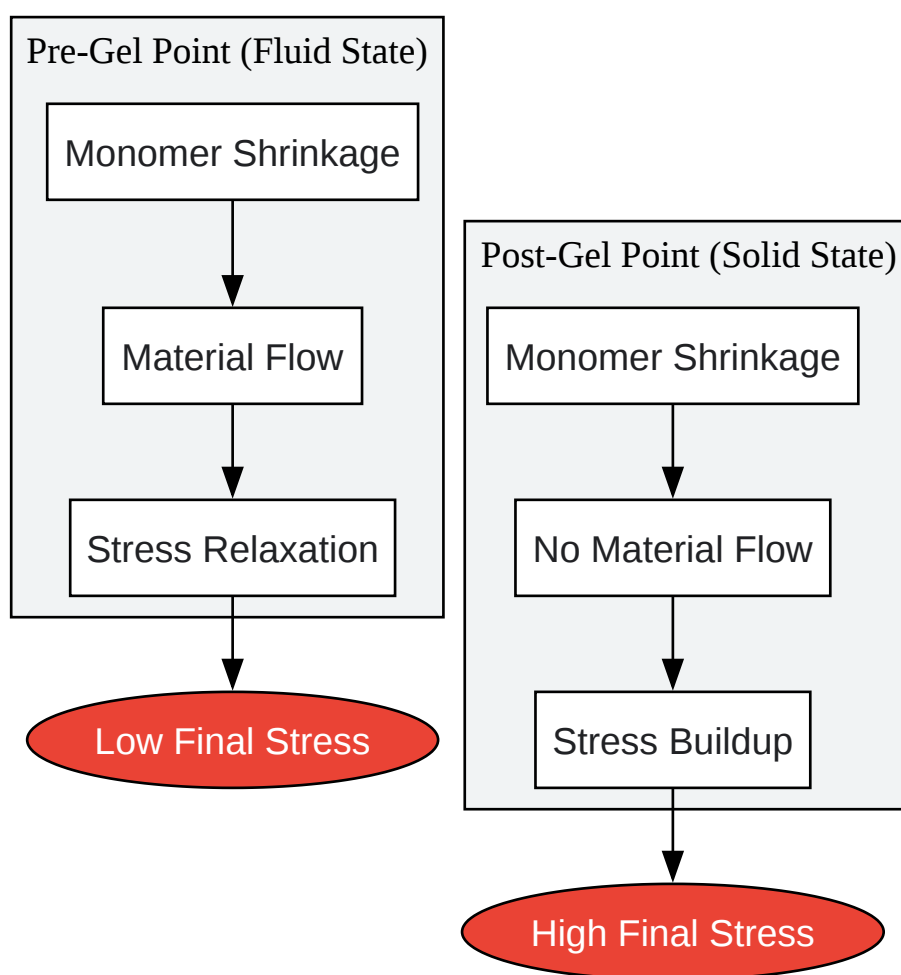 Pre-Gel Point (Fluid State)
Monomer Shrinkage
Material Flow
Stress Relaxation
Low Final Stress
Post-Gel Point (Solid State)
Monomer Shrinkage
No Material Flow
Stress Buildup
High Final Stress